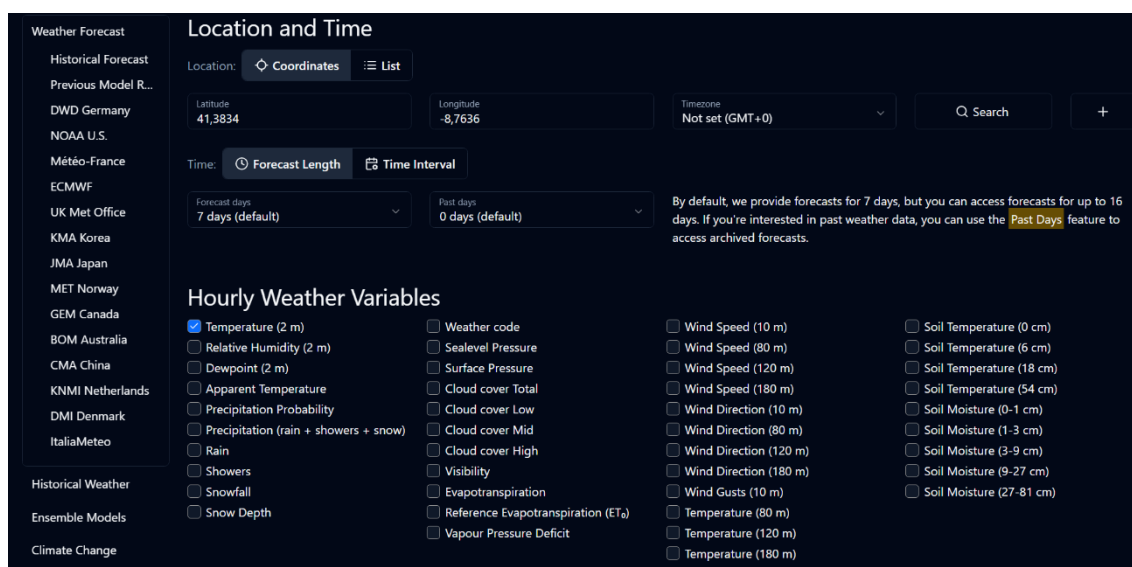 Weather Forecast
Historical Forecast
Previous Model R...
DWD Germany
NOAA U.S.
Météo-France
ECMWF
UK Met Office
KMA Korea
JMA Japan
MET Norway
GEM Canada
BOM Australia
CMA China
KNMI Netherlands
DMI Denmark
ItaliaMeteo
Historical Weather
Ensemble Models
Climate Change
Location and Time
Location: Coordinates List
Latitude
41,3834
Longitude
-8,7636
Timezone
Not set (GMT+0)
Search +
Time: Forecast Length Time Interval
Forecast days
7 days (default)
Past days
0 days (default)
By default, we provide forecasts for 7 days, but you can access forecasts for up to 16
days. If you're interested in past weather data, you can use the Past Days feature to
access archived forecasts.
Hourly Weather Variables
Temperature (2 m)
Relative Humidity (2 m)
Dewpoint (2 m)
Apparent Temperature
Precipitation Probability
Precipitation (rain + showers + snow)
Rain
Showers
Snowfall
Snow Depth
Weather code
Sealevel Pressure
Surface Pressure
Cloud cover Total
Cloud cover Low
Cloud cover Mid
Cloud cover High
Visibility
Evapotranspiration
Reference Evapotranspiration (ET₀)
Vapour Pressure Deficit
Wind Speed (10 m)
Wind Speed (80 m)
Wind Speed (120 m)
Wind Speed (180 m)
Wind Direction (10 m)
Wind Direction (80 m)
Wind Direction (120 m)
Wind Direction (180 m)
Wind Gusts (10 m)
Temperature (80 m)
Temperature (120 m)
Temperature (180 m)
Soil Temperature (0 cm)
Soil Temperature (6 cm)
Soil Temperature (18 cm)
Soil Temperature (54 cm)
Soil Moisture (0-1 cm)
Soil Moisture (1-3 cm)
Soil Moisture (3-9 cm)
Soil Moisture (9-27 cm)
Soil Moisture (27-81 cm)